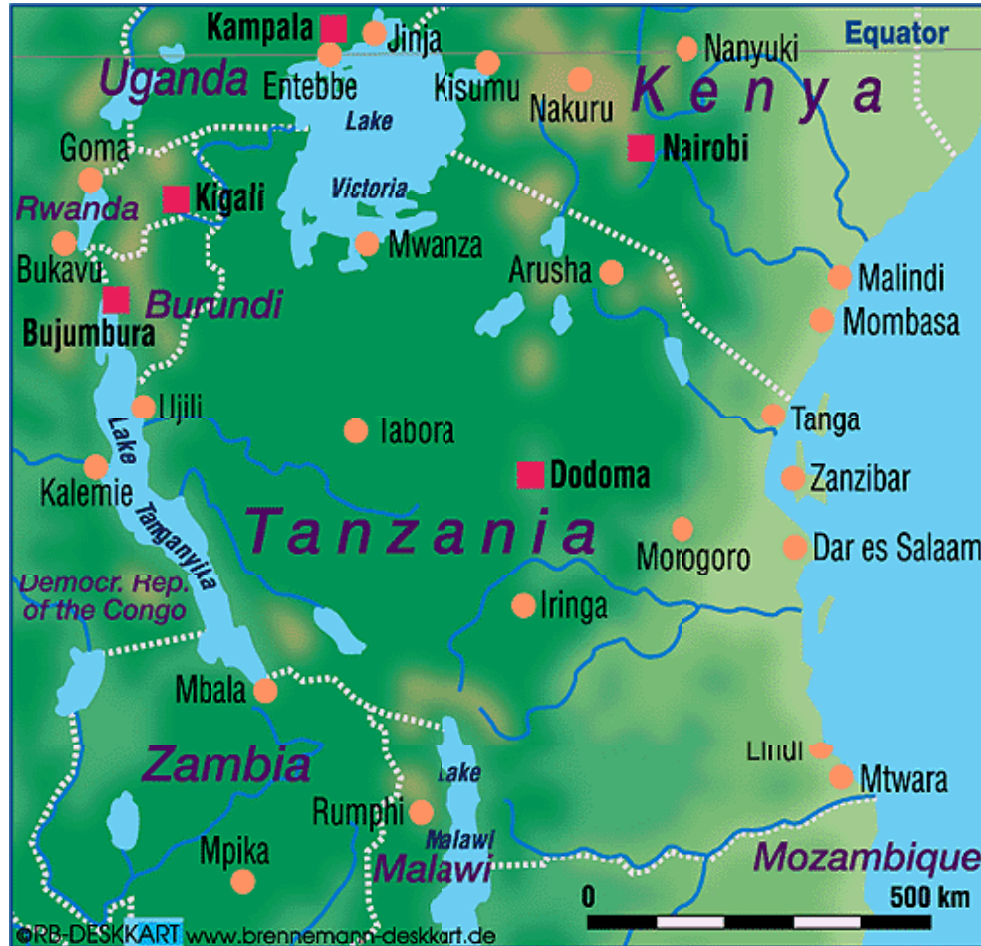 Kampala
Jinja
Nanyuki
Equator
Uganda
Entebbe
Kisumu
Nakuru
Kenya
Lake
Victoria
Goma
Nairobi
Rwanda
Kigali
Bukavu
Mwanza
Arusha
Malindi
Burundi
Mombasa
Bujumbura
Ujili
Lake
Tanganyika
Tabora
Tanga
Kalemie
Dodoma
Zanzibar
Tanzania
Morogoro
Dar es Salaam
Democr. Rep.
of the Congo
Iringa
Mbala
Zambia
Lake
Malawi
Lindi
Mtwara
Rumphi
Mpika
Malawi
Mozambique
0 500 km
©RB-DESKKART www.brennemann-deskkart.de